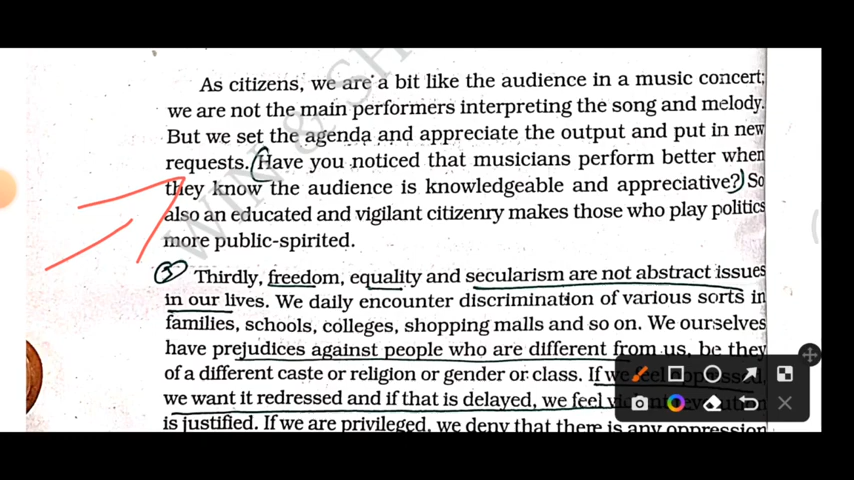 As citizens, we are a bit like the audience in a music concert;
we are not the main performers interpreting the song and melody.
But we set the agenda and appreciate the output and put in new
requests. (Have you noticed that musicians perform better when
they know the audience is knowledgeable and appreciative?) So
also an educated and vigilant citizenry makes those who play politics
more public-spirited.
③ Thirdly, freedom, equality and secularism are not abstract issues
in our lives. We daily encounter discrimination of various sorts in
families, schools, colleges, shopping malls and so on. We ourselves
have prejudices against people who are different from us, be they
of a different caste or religion or gender or class. If we feel
we want it redressed and if that is delayed, we feel
is justified. If we are privileged, we deny that there is any oppression
WIN &